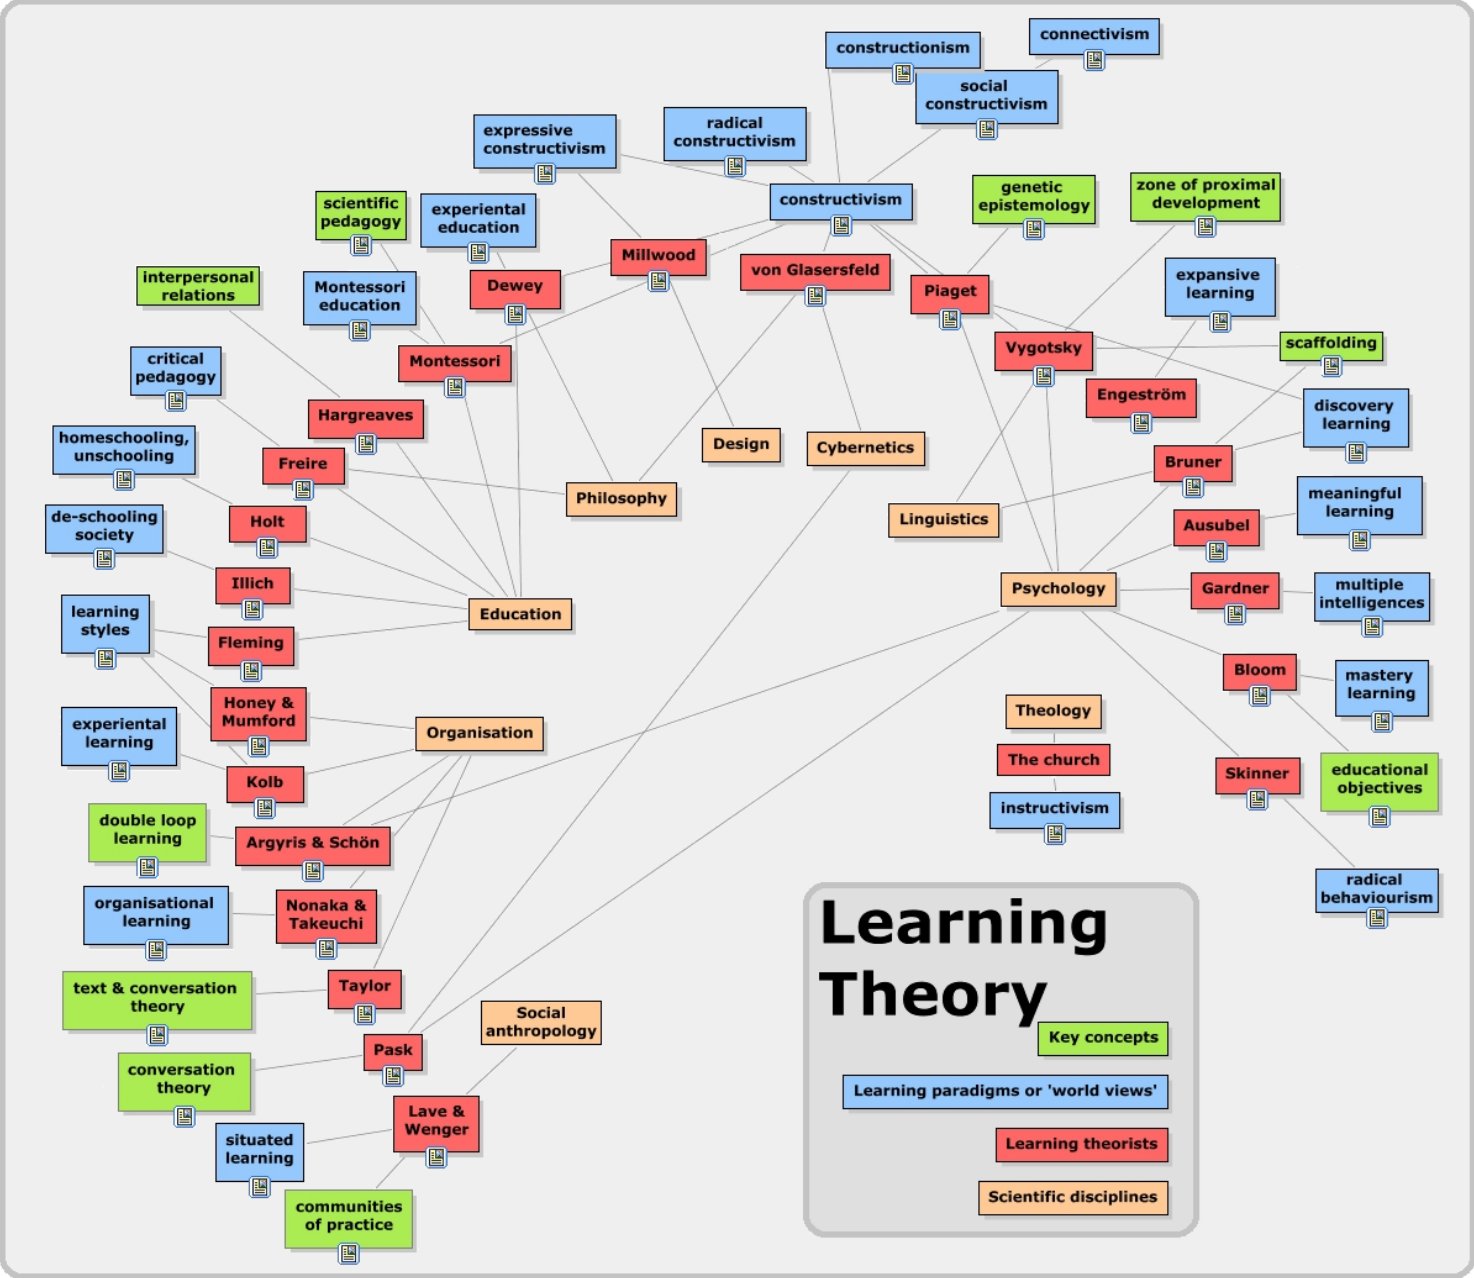 constructionism
connectivism
social
constructivism
expressive
constructivism
radical
constructivism
constructivism
genetic
epistemology
zone of proximal
development
scientific
pedagogy
experiental
education
Millwood
von Glasersfeld
interpersonal
relations
Montessori
education
Dewey
Piaget
expansive
learning
Vygotsky
scaffolding
critical
pedagogy
Montessori
Engeström
Hargreaves
discovery
learning
homeschooling,
unschooling
Freire
Design
Cybernetics
Bruner
Philosophy
meaningful
learning
de-schooling
society
Holt
Linguistics
Ausubel
Illich
Psychology
Gardner
multiple
intelligences
learning
styles
Education
Fleming
Bloom
mastery
learning
Honey &
Mumford
Theology
experiental
learning
Organisation
The church
Kolb
Skinner
educational
objectives
instructivism
double loop
learning
Argyris & Schön
radical
behaviourism
organisational
learning
Nonaka &
Takeuchi
text & conversation
theory
Taylor
Social
anthropology
conversation
theory
Pask
Lave &
Wenger
situated
learning
communities
of practice
Learning
Theory
Key concepts
Learning paradigms or 'world views'
Learning theorists
Scientific disciplines